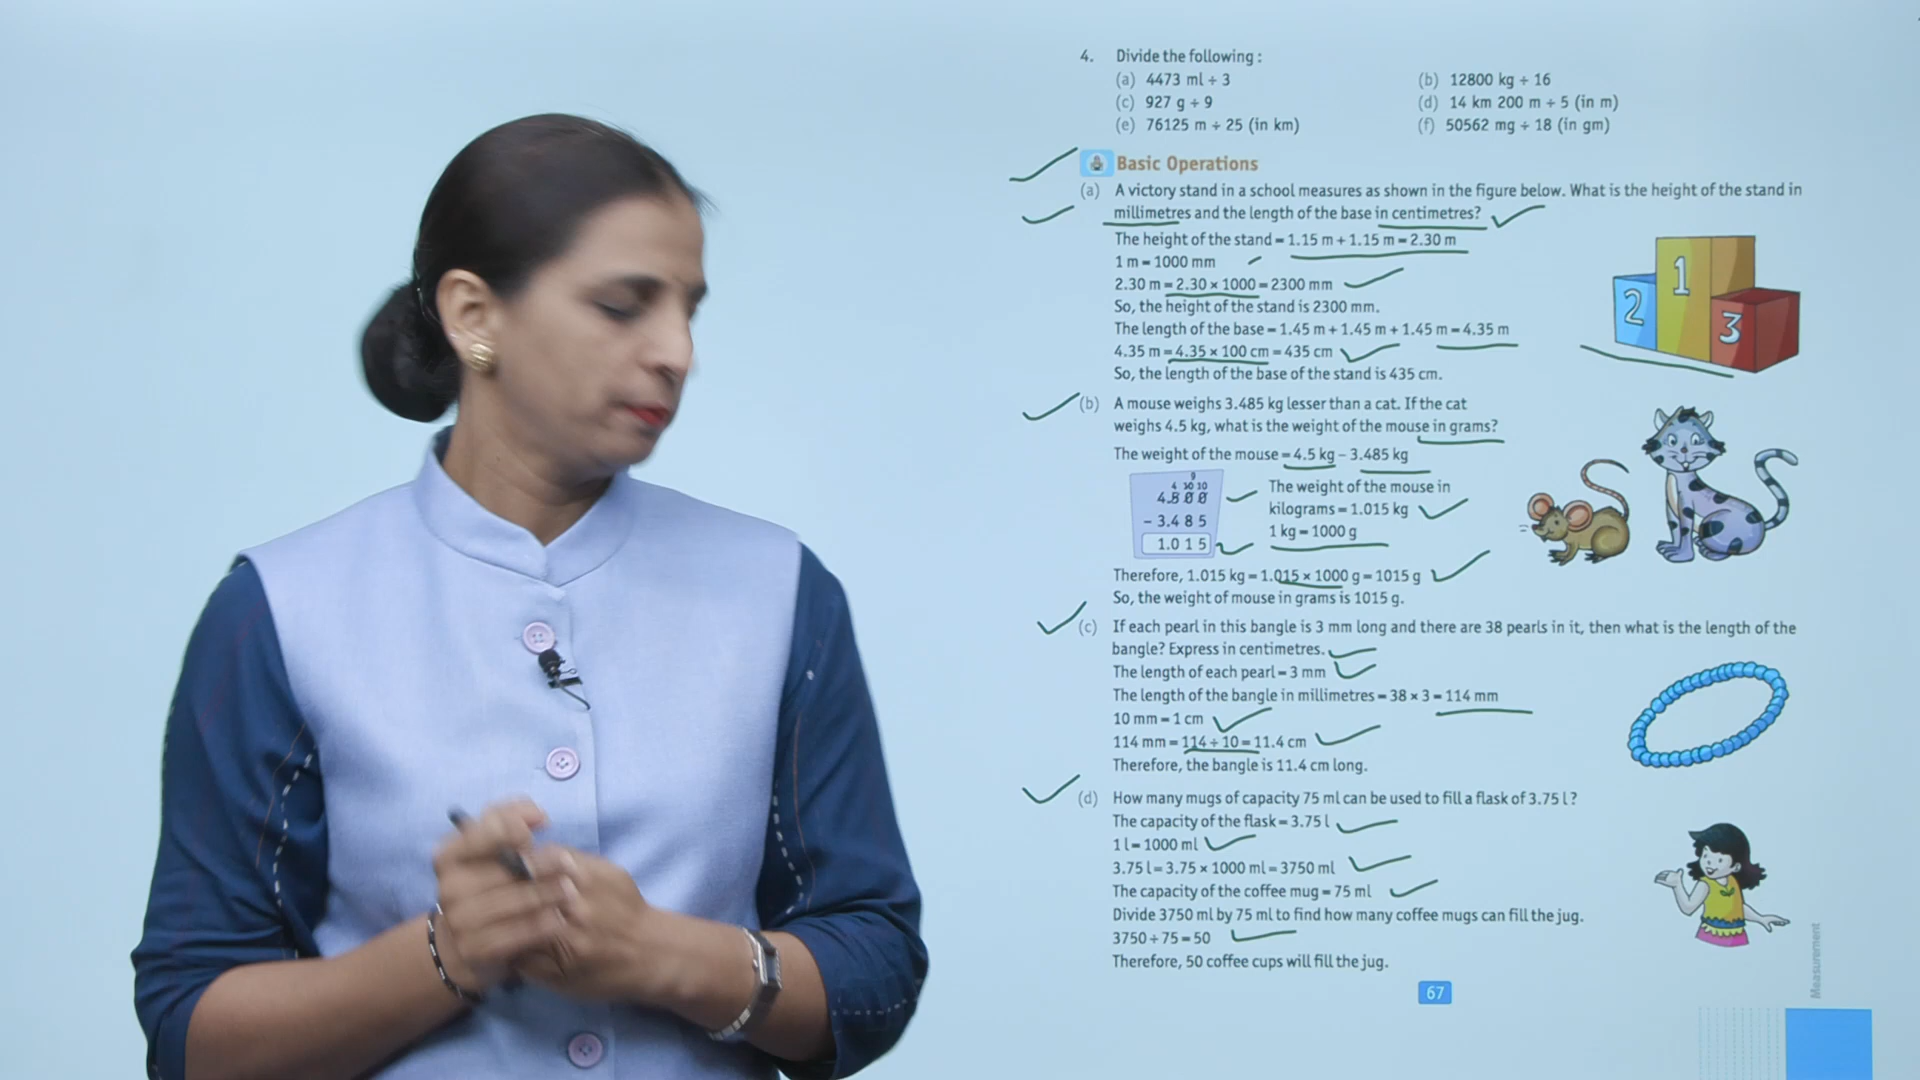 4. Divide the following :
(a) 4473 ml ÷ 3 (b) 12800 kg ÷ 16
(c) 927 g ÷ 9 (d) 14 km 200 m ÷ 5 (in m)
(e) 76125 m ÷ 25 (in km) (f) 50562 mg ÷ 18 (in gm)
Basic Operations
(a) A victory stand in a school measures as shown in the figure below. What is the height of the stand in
millimetres and the length of the base in centimetres?
The height of the stand = 1.15 m + 1.15 m = 2.30 m
1 m = 1000 mm
2.30 m = 2.30 × 1000 = 2300 mm
So, the height of the stand is 2300 mm.
The length of the base = 1.45 m + 1.45 m + 1.45 m = 4.35 m
4.35 m = 4.35 × 100 cm = 435 cm
So, the length of the base of the stand is 435 cm.
1
2
3
(b) A mouse weighs 3.485 kg lesser than a cat. If the cat
weighs 4.5 kg, what is the weight of the mouse in grams?
The weight of the mouse = 4.5 kg – 3.485 kg
9
4 10 10
4.5 0 0
– 3.4 8 5
1.0 1 5
The weight of the mouse in
kilograms = 1.015 kg
1 kg = 1000 g
Therefore, 1.015 kg = 1.015 × 1000 g = 1015 g
So, the weight of mouse in grams is 1015 g.
(c) If each pearl in this bangle is 3 mm long and there are 38 pearls in it, then what is the length of the
bangle? Express in centimetres.
The length of each pearl = 3 mm
The length of the bangle in millimetres = 38 × 3 = 114 mm
10 mm = 1 cm
114 mm = 114 ÷ 10 = 11.4 cm
Therefore, the bangle is 11.4 cm long.
(d) How many mugs of capacity 75 ml can be used to fill a flask of 3.75 l ?
The capacity of the flask = 3.75 l
1 l = 1000 ml
3.75 l = 3.75 × 1000 ml = 3750 ml
The capacity of the coffee mug = 75 ml
Divide 3750 ml by 75 ml to find how many coffee mugs can fill the jug.
3750 ÷ 75 = 50
Therefore, 50 coffee cups will fill the jug.
67
Measurement